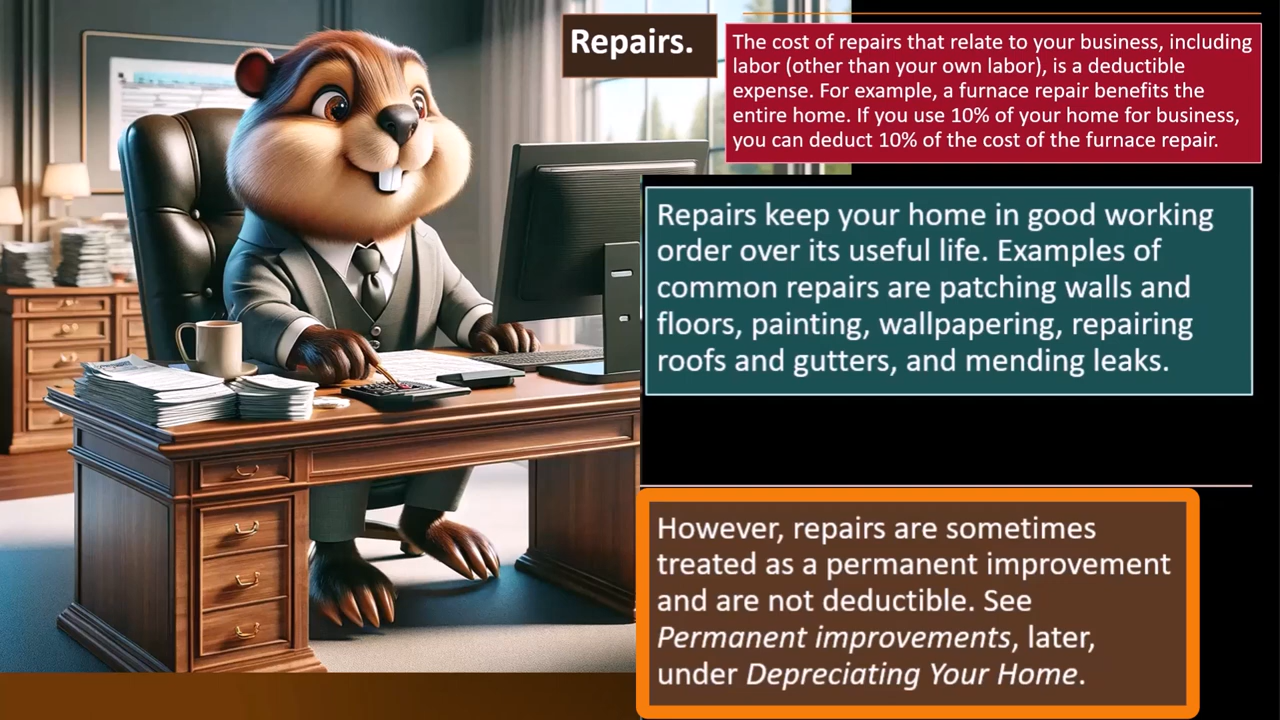 Repairs.
The cost of repairs that relate to your business, including
labor (other than your own labor), is a deductible
expense. For example, a furnace repair benefits the
entire home. If you use 10% of your home for business,
you can deduct 10% of the cost of the furnace repair.
Repairs keep your home in good working
order over its useful life. Examples of
common repairs are patching walls and
floors, painting, wallpapering, repairing
roofs and gutters, and mending leaks.
However, repairs are sometimes
treated as a permanent improvement
and are not deductible. See
Permanent improvements, later,
under Depreciating Your Home.